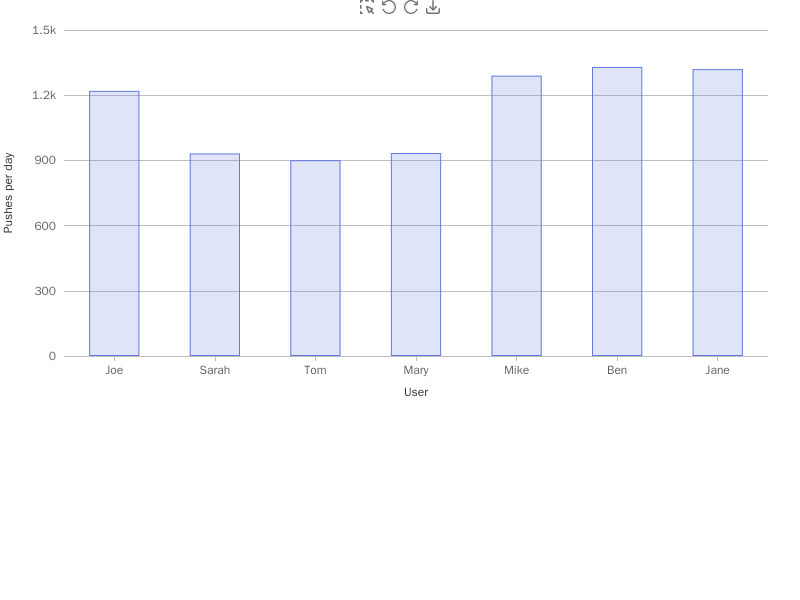 1.5k
1.2k
900
600
300
0
Pushes per day
Joe Sarah Tom Mary Mike Ben Jane
User